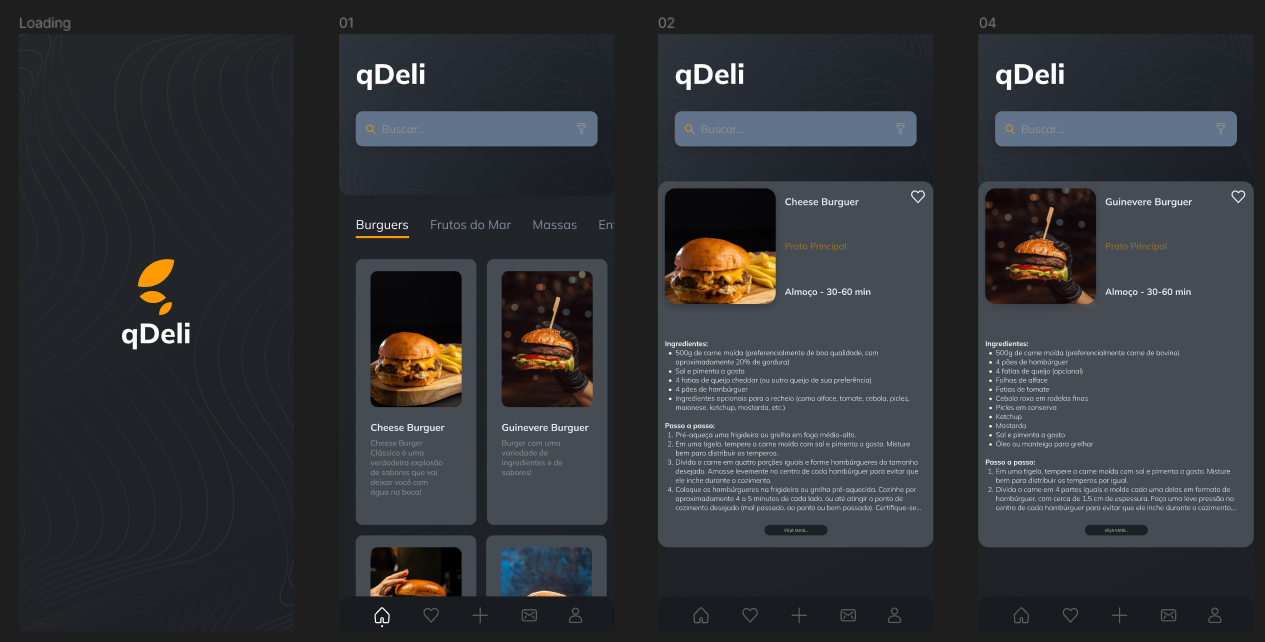 Loading
qDeli
01
qDeli
Buscar...
Burguers Frutos do Mar Massas En
Cheese Burguer
Cheese Burger
Clássico é uma
verdadeira explosão
de sabores que vai
deixar você com
água na boca!
Guinevere Burguer
Burger com uma
variedade de
ingredientes e de
sabores!
02
qDeli
Buscar...
Cheese Burguer
Prato Principal
Almoço - 30-60 min
Ingredientes:
• 500g de carne moída (preferencialmente de boa qualidade, com
aproximadamente 20% de gordura)
• Sal e pimenta a gosto
• 4 fatias de queijo cheddar (ou outro queijo de sua preferência)
• 4 pães de hambúrguer
• Ingredientes opcionais para o recheio (como alface, tomate, cebola, picles,
maionese, ketchup, mostarda, etc.)
Passo a passo:
1. Pré-aqueça uma frigideira ou grelha em fogo médio-alto.
2. Em uma tigela, tempere a carne moída com sal e pimenta a gosto. Misture
bem para distribuir os temperos.
3. Divida a carne em quatro porções iguais e forme hambúrgueres do tamanho
desejado. Amasse levemente no centro de cada hambúrguer para evitar que
ele inche durante o cozimento.
4. Coloque os hambúrgueres na frigideira ou grelha pré-aquecida. Cozinhe por
aproximadamente 4 a 5 minutos de cada lado, ou até atingir o ponto de
cozimento desejado (mal passado, ao ponto ou bem passado). Certifique-se...
VEJA MAIS...
04
qDeli
Buscar...
Guinevere Burguer
Prato Principal
Almoço - 30-60 min
Ingredientes:
• 500g de carne moída (preferencialmente carne de bovino)
• 4 pães de hambúrguer
• 4 fatias de queijo (opcional)
• Folhas de alface
• Fatias de tomate
• Cebola roxa em rodelas finas
• Picles em conserva
• Ketchup
• Mostarda
• Sal e pimenta a gosto
• Óleo ou manteiga para grelhar
Passo a passo:
1. Em uma tigela, tempere a carne moída com sal e pimenta a gosto. Misture
bem para distribuir os temperos por igual.
2. Divida a carne em 4 partes iguais e molde cada uma delas em formato de
hambúrguer, com cerca de 1,5 cm de espessura. Faça uma leve pressão no
centro de cada hambúrguer para evitar que ele inche durante o cozimento....
VEJA MAIS...